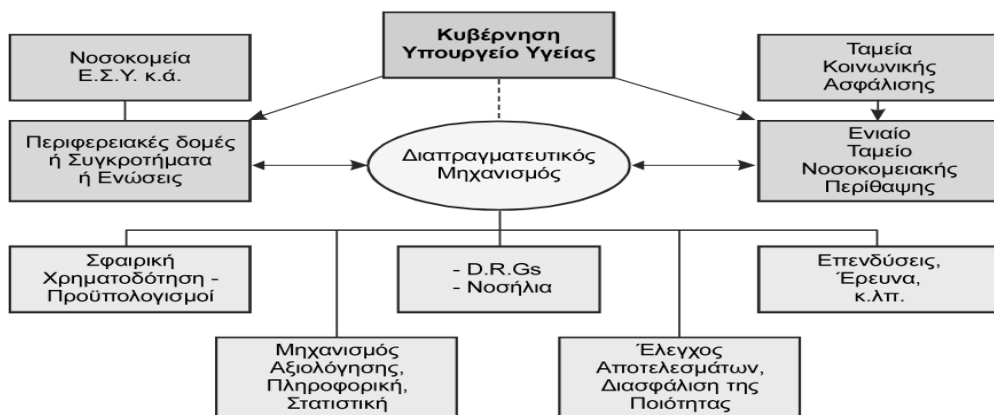 Νοσοκομεία
Ε.Σ.Υ. κ.ά.
Κυβέρνηση
Υπουργείο Υγείας
Ταμεία
Κοινωνικής
Ασφάλισης
Περιφερειακές δομές
ή Συγκροτήματα
ή Ενώσεις
Διαπραγματευτικός
Μηχανισμός
Ενιαίο
Ταμείο
Νοσοκομειακής
Περίθαψης
Σφαιρική
Χρηματοδότηση -
Προϋπολογισμοί
- D.R.Gs
- Νοσήλια
Επενδύσεις,
Έρευνα,
κ.λπ.
Μηχανισμός
Αξιολόγησης,
Πληροφορική,
Στατιστική
Έλεγχος
Αποτελεσμάτων,
Διασφάλιση της
Ποιότητας